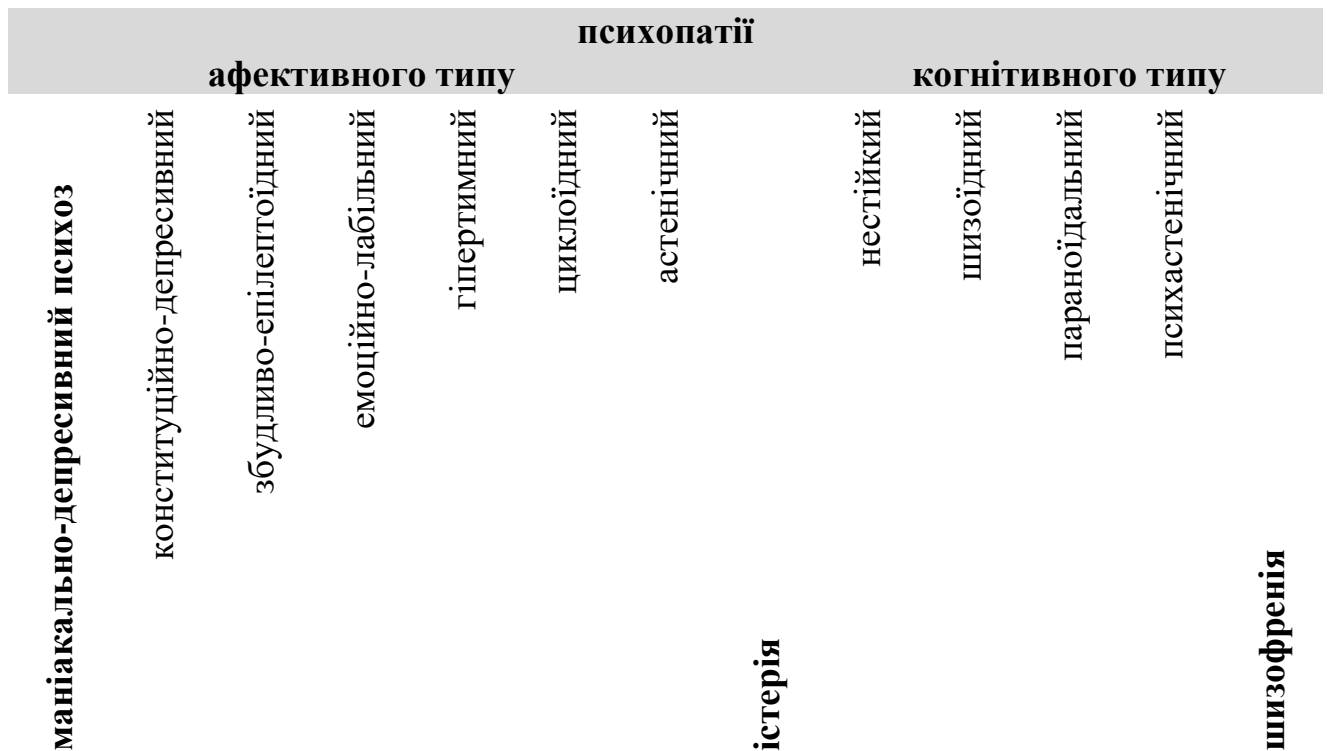 психопатії
афективного типу когнітивного типу
маніакально-депресивний психоз
конституційно-депресивний
збудливо-епілептоїдний
емоційно-лабільний
гіпертимний
циклоїдний
астенічний
істерія
нестійкий
шизоїдний
параноїдальний
психастенічний
шизофренія